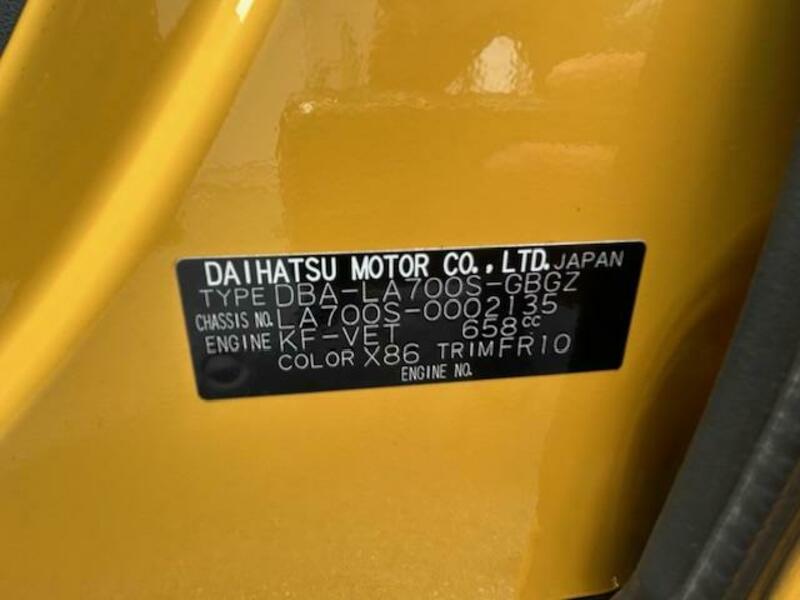 DAIHATSU MOTOR CO., LTD. JAPAN
TYPE DBA-LA700S-GBGZ
CHASSIS NO. LA700S-0002135
ENGINE KF-VET 658cc
COLOR X86 TRIM FR10
ENGINE NO.